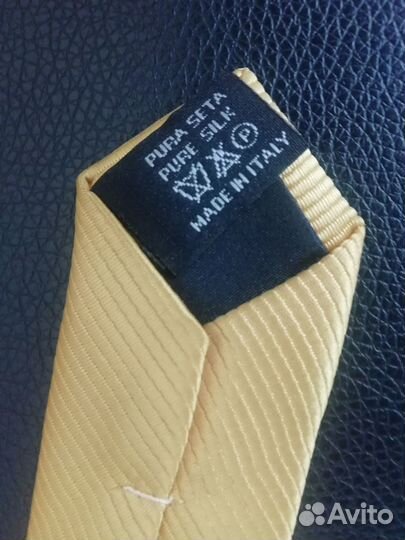 PURA SETA
PURE SILK
P
MADE IN ITALY
Avito